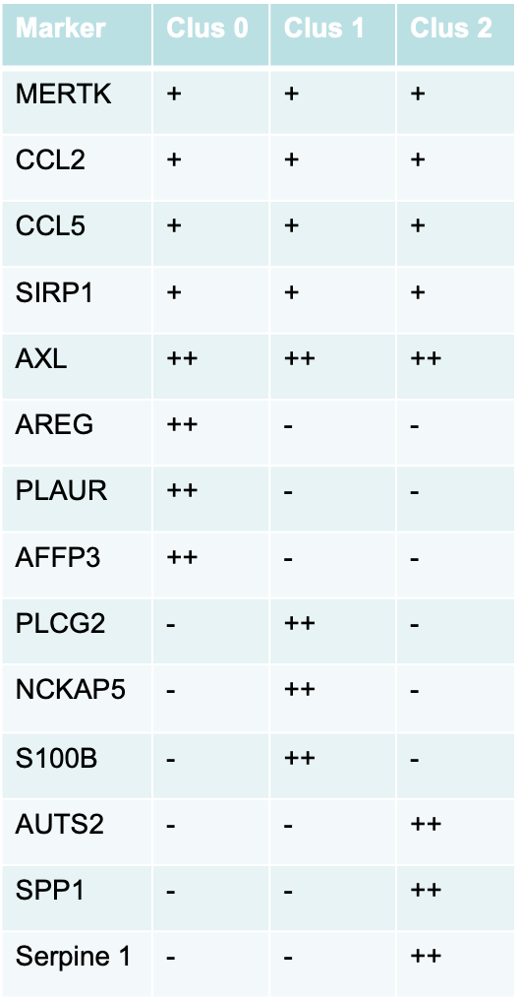 Marker Clus 0 Clus 1 Clus 2
MERTK + + +
CCL2 + + +
CCL5 + + +
SIRP1 + + +
AXL ++ ++ ++
AREG ++ - -
PLAUR ++ - -
AFFP3 ++ - -
PLCG2 - ++ -
NCKAP5 - ++ -
S100B - ++ -
AUTS2 - - ++
SPP1 - - ++
Serpine 1 - - ++